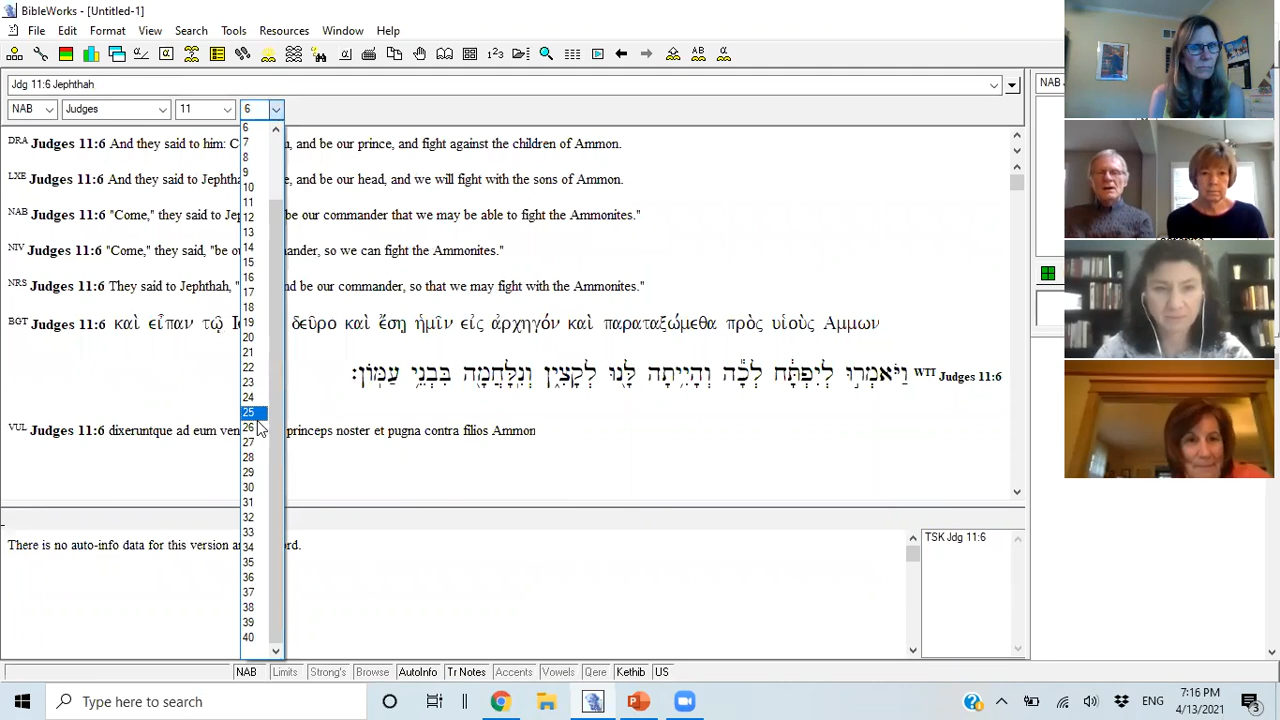 BibleWorks - [Untitled-1]
File Edit Format View Search Tools Resources Window Help
Jdg 11:6 Jephthah
NAB
NAB Judges 11 6
DRA Judges 11:6 And they said to him: C , and be our prince, and fight against the children of Ammon.
LXE Judges 11:6 And they said to Jephth , and be our head, and we will fight with the sons of Ammon.
NAB Judges 11:6 "Come," they said to Jep be our commander that we may be able to fight the Ammonites."
NIV Judges 11:6 "Come," they said, "be o mander, so we can fight the Ammonites."
NRS Judges 11:6 They said to Jephthah, " nd be our commander, so that we may fight with the Ammonites."
BGT Judges 11:6 καὶ εἶπαν τῷ Ι δεῦρο καὶ ἔσῃ ἡμῖν εἰς ἀρχηγόν καὶ παραταξώμεθα πρὸς υἱοὺς Αμμων
WTT Judges 11:6 וַיֹּאמְר֣וּ לְיִפְתָּ֔ח לְכָ֕ה וְהָיִ֥יתָה לָּ֖נוּ לְקָצִ֑ין וְנִֽלָּחֲמָ֖ה בִּבְנֵ֥י עַמּֽוֹן׃
VUL Judges 11:6 dixeruntque ad eum ven princeps noster et pugna contra filios Ammon
6
7
8
9
10
11
12
13
14
15
16
17
18
19
20
21
22
23
24
25
26
27
28
29
30
31
32
33
34
35
36
37
38
39
40
There is no auto-info data for this version a ord.
TSK Jdg 11:6
NAB Limits Strong's Browse AutoInfo Tr Notes Accents Vowels Qere Kethib US
Type here to search
ENG
7:16 PM
4/13/2021
3